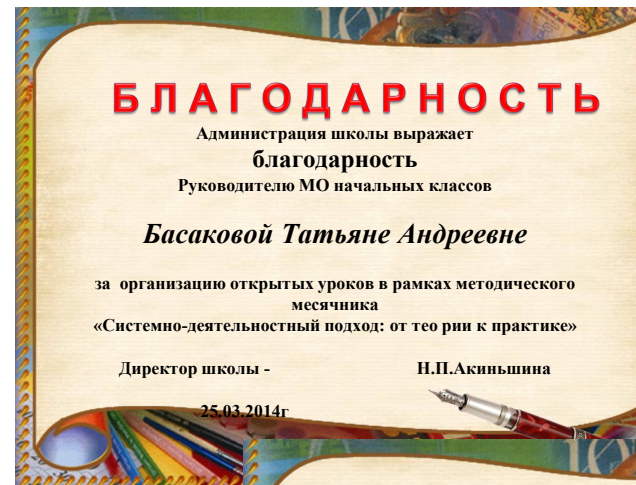 БЛАГОДАРНОСТЬ
Администрация школы выражает
благодарность
Руководителю МО начальных классов
Басаковой Татьяне Андреевне
за организацию открытых уроков в рамках методического
месячника
«Системно-деятельностный подход: от тео рии к практике»
Директор школы - Н.П.Акиньшина
25.03.2014г